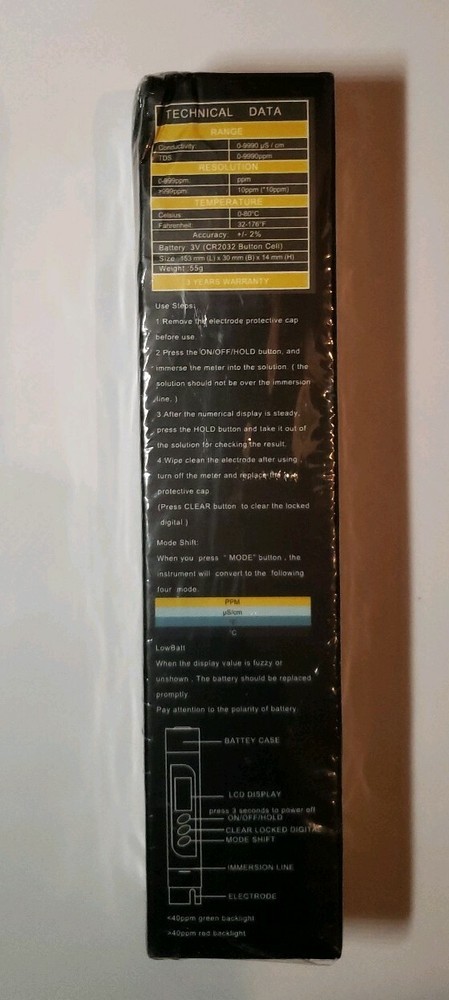 TECHNICAL DATA
RANGE
Conductivity: 0-9990 µS / cm
TDS 0-9990ppm
RESOLUTION
0-999ppm: ppm
>999ppm: 10ppm (*10ppm)
TEMPERATURE
Celsius 0-80°C
Fahrenheit: 32-176°F
Accuracy: +/- 2%
Battery: 3V (CR2032 Button Cell)
Size: 153 mm (L) x 30 mm (B) x 14 mm (H)
Weight: 55g
3 YEARS WARRANTY
Use Steps:
1.Remove the electrode protective cap
before use.
2.Press the ON/OFF/HOLD button, and
immerse the meter into the solution. ( the
solution should not be over the immersion
line. )
3.After the numerical display is steady,
press the HOLD button and take it out of
the solution for checking the result.
4.Wipe clean the electrode after using ,
turn off the meter and replace the
protective cap
(Press CLEAR button to clear the locked
digital )
Mode Shift:
When you press " MODE" button , the
instrument will convert to the following
four mode.
PPM
µS/cm
°C
LowBatt
When the display value is fuzzy or
unshown . The battery should be replaced
promptly
Pay attention to the polarity of battery.
BATTEY CASE
LCD DISPLAY
press 3 seconds to power off
ON/OFF/HOLD
CLEAR LOCKED DIGITAL
MODE SHIFT
IMMERSION LINE
ELECTRODE
<40ppm green backlight
>40ppm red backlight